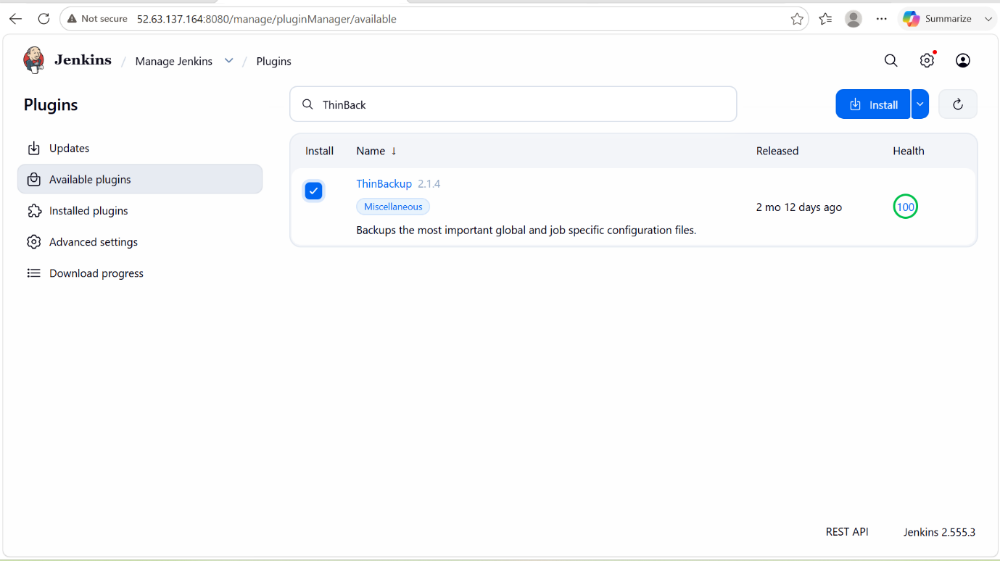 Not secure 52.63.137.164:8080/manage/pluginManager/available Summarize
Jenkins / Manage Jenkins / Plugins
Plugins
ThinBack
Install
Updates
Available plugins
Installed plugins
Advanced settings
Download progress
Install Name ↓ Released Health
ThinBackup 2.1.4
Miscellaneous
2 mo 12 days ago
100
Backups the most important global and job specific configuration files.
REST API Jenkins 2.555.3